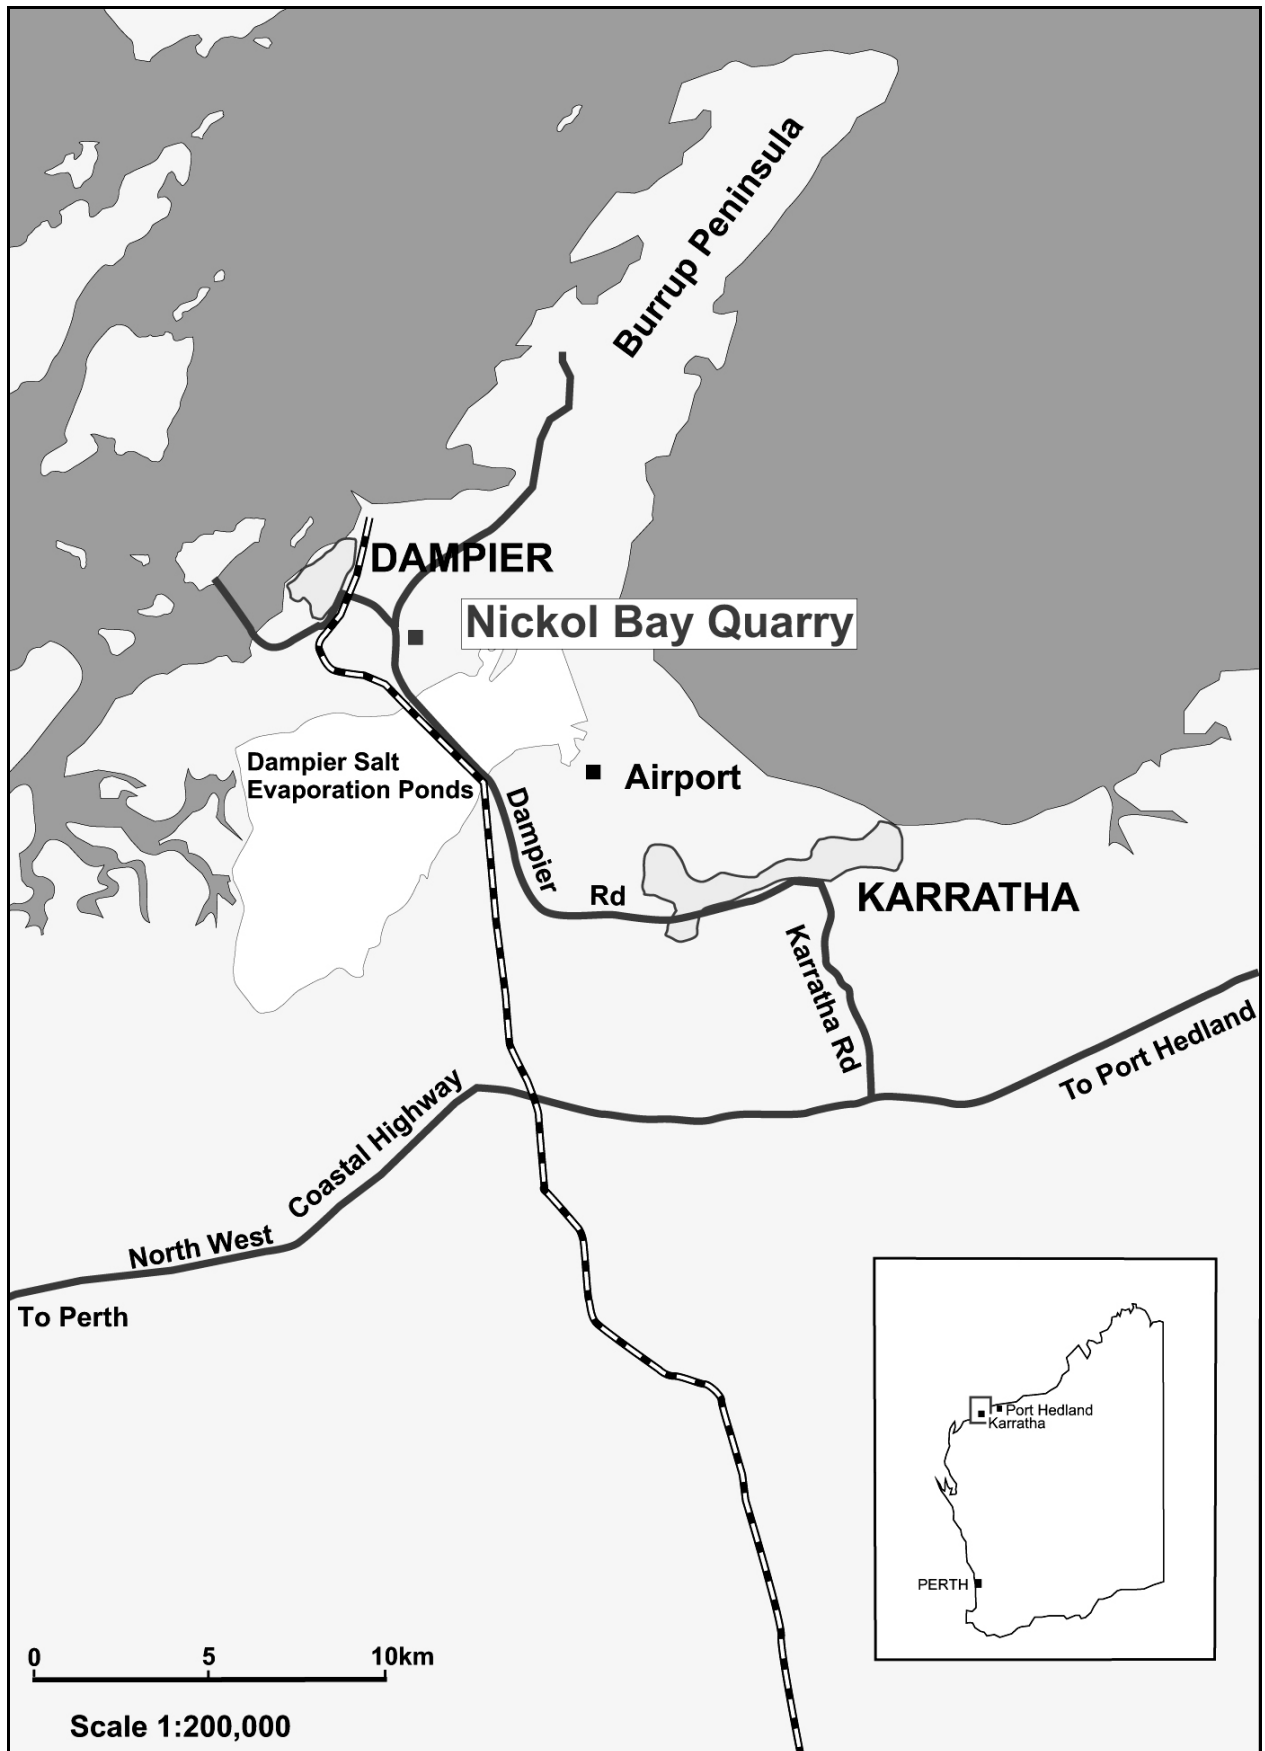 Burrup Peninsula
DAMPIER
Nickol Bay Quarry
Dampier Salt
Evaporation Ponds
Airport
Dampier
Rd
KARRATHA
Karratha Rd
To Port Hedland
Coastal Highway
North West
To Perth
Port Hedland
Karratha
PERTH
0 5 10km
Scale 1:200,000